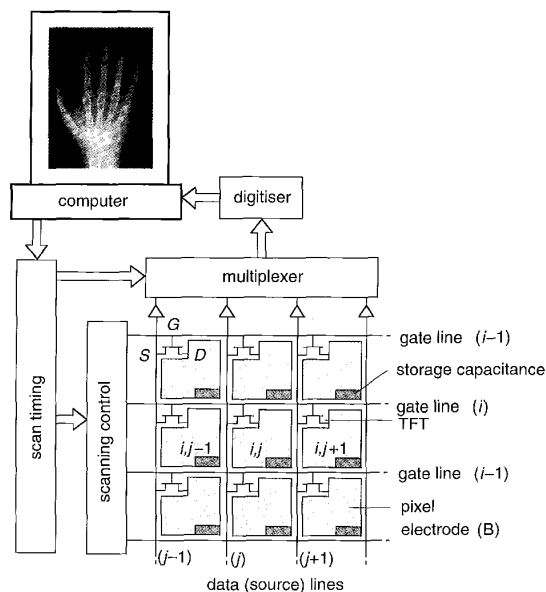 computer
digitiser
multiplexer
scan timing
scanning control
G
S
D
gate line (i–1)
storage capacitance
gate line (i)
TFT
i,j–1
i,j
i,j+1
gate line (i–1)
pixel
electrode (B)
(j–1)
(j)
(j+1)
data (source) lines